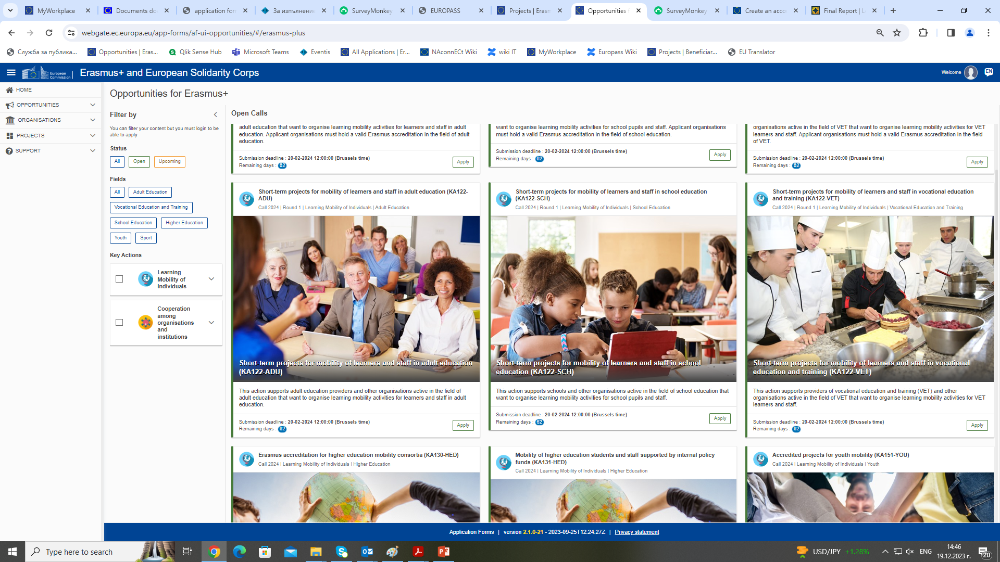 MyWorkplace
Documents do
application for
За изпълнение
SurveyMonkey
EUROPASS
Projects | Erasm
Opportunities f
SurveyMonkey
Create an acco
Final Report | L
webgate.ec.europa.eu/app-forms/af-ui-opportunities/#/erasmus-plus
Служба за публика...
Opportunities | Eras...
Qlik Sense Hub
Microsoft Teams
Eventis
All Applications | Er...
NAconnECt Wiki
wiki IT
MyWorkplace
Europass Wiki
Projects | Beneficiar...
EU Translator
European
Commission
Erasmus+ and European Solidarity Corps
Welcome
EN
HOME
OPPORTUNITIES
ORGANISATIONS
PROJECTS
SUPPORT
Opportunities for Erasmus+
Filter by
You can filter your content but you must login to be
able to apply
Status
All
Open
Upcoming
Fields
All
Adult Education
Vocational Education and Training
School Education
Higher Education
Youth
Sport
Key Actions
Learning
Mobility of
Individuals
Cooperation
among
organisations
and
institutions
Open Calls
adult education that want to organise learning mobility activities for learners and staff in adult
education. Applicant organisations must hold a valid Erasmus accreditation in the field of adult
education.
Submission deadline : 20-02-2024 12:00:00 (Brussels time)
Remaining days : 62
Apply
want to organise learning mobility activities for school pupils and staff. Applicant organisations
must hold a valid Erasmus accreditation in the field of school education.
Submission deadline : 20-02-2024 12:00:00 (Brussels time)
Remaining days : 62
Apply
organisations active in the field of VET that want to organise learning mobility activities for VET
learners and staff. Applicant organisations must hold a valid Erasmus accreditation in the field
of VET.
Submission deadline : 20-02-2024 12:00:00 (Brussels time)
Remaining days : 62
Apply
Short-term projects for mobility of learners and staff in adult education (KA122-
ADU)
Call 2024 | Round 1 | Learning Mobility of Individuals | Adult Education
Short-term projects for mobility of learners and staff in adult education
(KA122-ADU)
This action supports adult education providers and other organisations active in the field of
adult education that want to organise learning mobility activities for learners and staff in adult
education.
Submission deadline : 20-02-2024 12:00:00 (Brussels time)
Remaining days : 62
Apply
Short-term projects for mobility of learners and staff in school education
(KA122-SCH)
Call 2024 | Round 1 | Learning Mobility of Individuals | School Education
Short-term projects for mobility of learners and staff in school
education (KA122-SCH)
This action supports schools and other organisations active in the field of school education that
want to organise learning mobility activities for school pupils and staff.
Submission deadline : 20-02-2024 12:00:00 (Brussels time)
Remaining days : 62
Apply
Short-term projects for mobility of learners and staff in vocational education
and training (KA122-VET)
Call 2024 | Round 1 | Learning Mobility of Individuals | Vocational Education and Training
Short-term projects for mobility of learners and staff in vocational
education and training (KA122-VET)
This action supports providers of vocational education and training (VET) and other
organisations active in the field of VET that want to organise learning mobility activities for VET
learners and staff.
Submission deadline : 20-02-2024 12:00:00 (Brussels time)
Remaining days : 62
Apply
Erasmus accreditation for higher education mobility consortia (KA130-HED)
Call 2024 | Learning Mobility of Individuals | Higher Education
Mobility of higher education students and staff supported by internal policy
funds (KA131-HED)
Call 2024 | Learning Mobility of Individuals | Higher Education
Accredited projects for youth mobility (KA151-YOU)
Call 2024 | Learning Mobility of Individuals | Youth
Application Forms | version 2.1.0-21 - 2023-09-25T12:24:27Z | Privacy statement
Type here to search
USD/JPY +1.28%
ENG
14:46
19.12.2023 г.
20